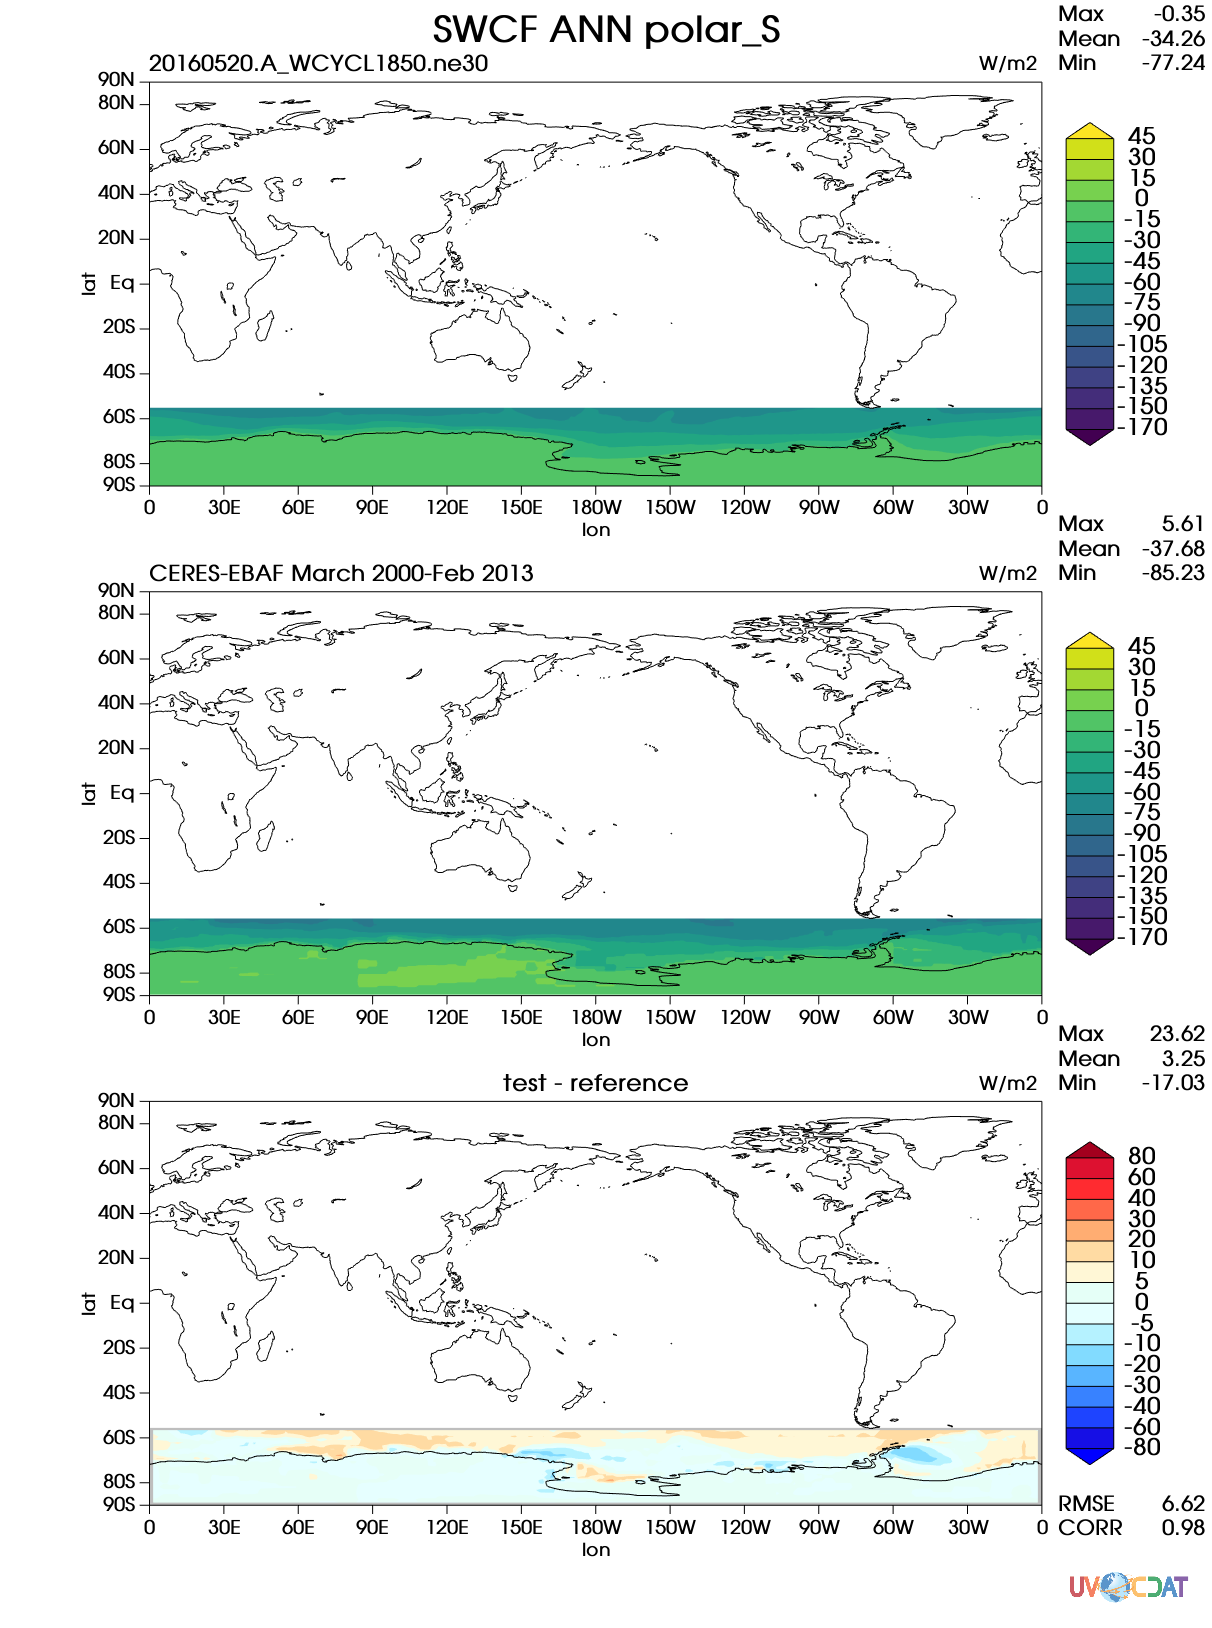 SWCF ANN polar_S
Max -0.35
Mean -34.26
Min -77.24
20160520.A_WCYCL1850.ne30 W/m2
90N
80N
60N
40N
20N
Eq
20S
40S
60S
80S
90S
lat
0 30E 60E 90E 120E 150E 180W 150W 120W 90W 60W 30W 0
lon
45
30
15
0
-15
-30
-45
-60
-75
-90
-105
-120
-135
-150
-170
Max 5.61
Mean -37.68
Min -85.23
CERES-EBAF March 2000-Feb 2013 W/m2
90N
80N
60N
40N
20N
Eq
20S
40S
60S
80S
90S
lat
0 30E 60E 90E 120E 150E 180W 150W 120W 90W 60W 30W 0
lon
45
30
15
0
-15
-30
-45
-60
-75
-90
-105
-120
-135
-150
-170
Max 23.62
Mean 3.25
Min -17.03
test - reference W/m2
90N
80N
60N
40N
20N
Eq
20S
40S
60S
80S
90S
lat
0 30E 60E 90E 120E 150E 180W 150W 120W 90W 60W 30W 0
lon
80
60
40
30
20
10
5
0
-5
-10
-20
-30
-40
-60
-80
RMSE 6.62
CORR 0.98
UV CDAT